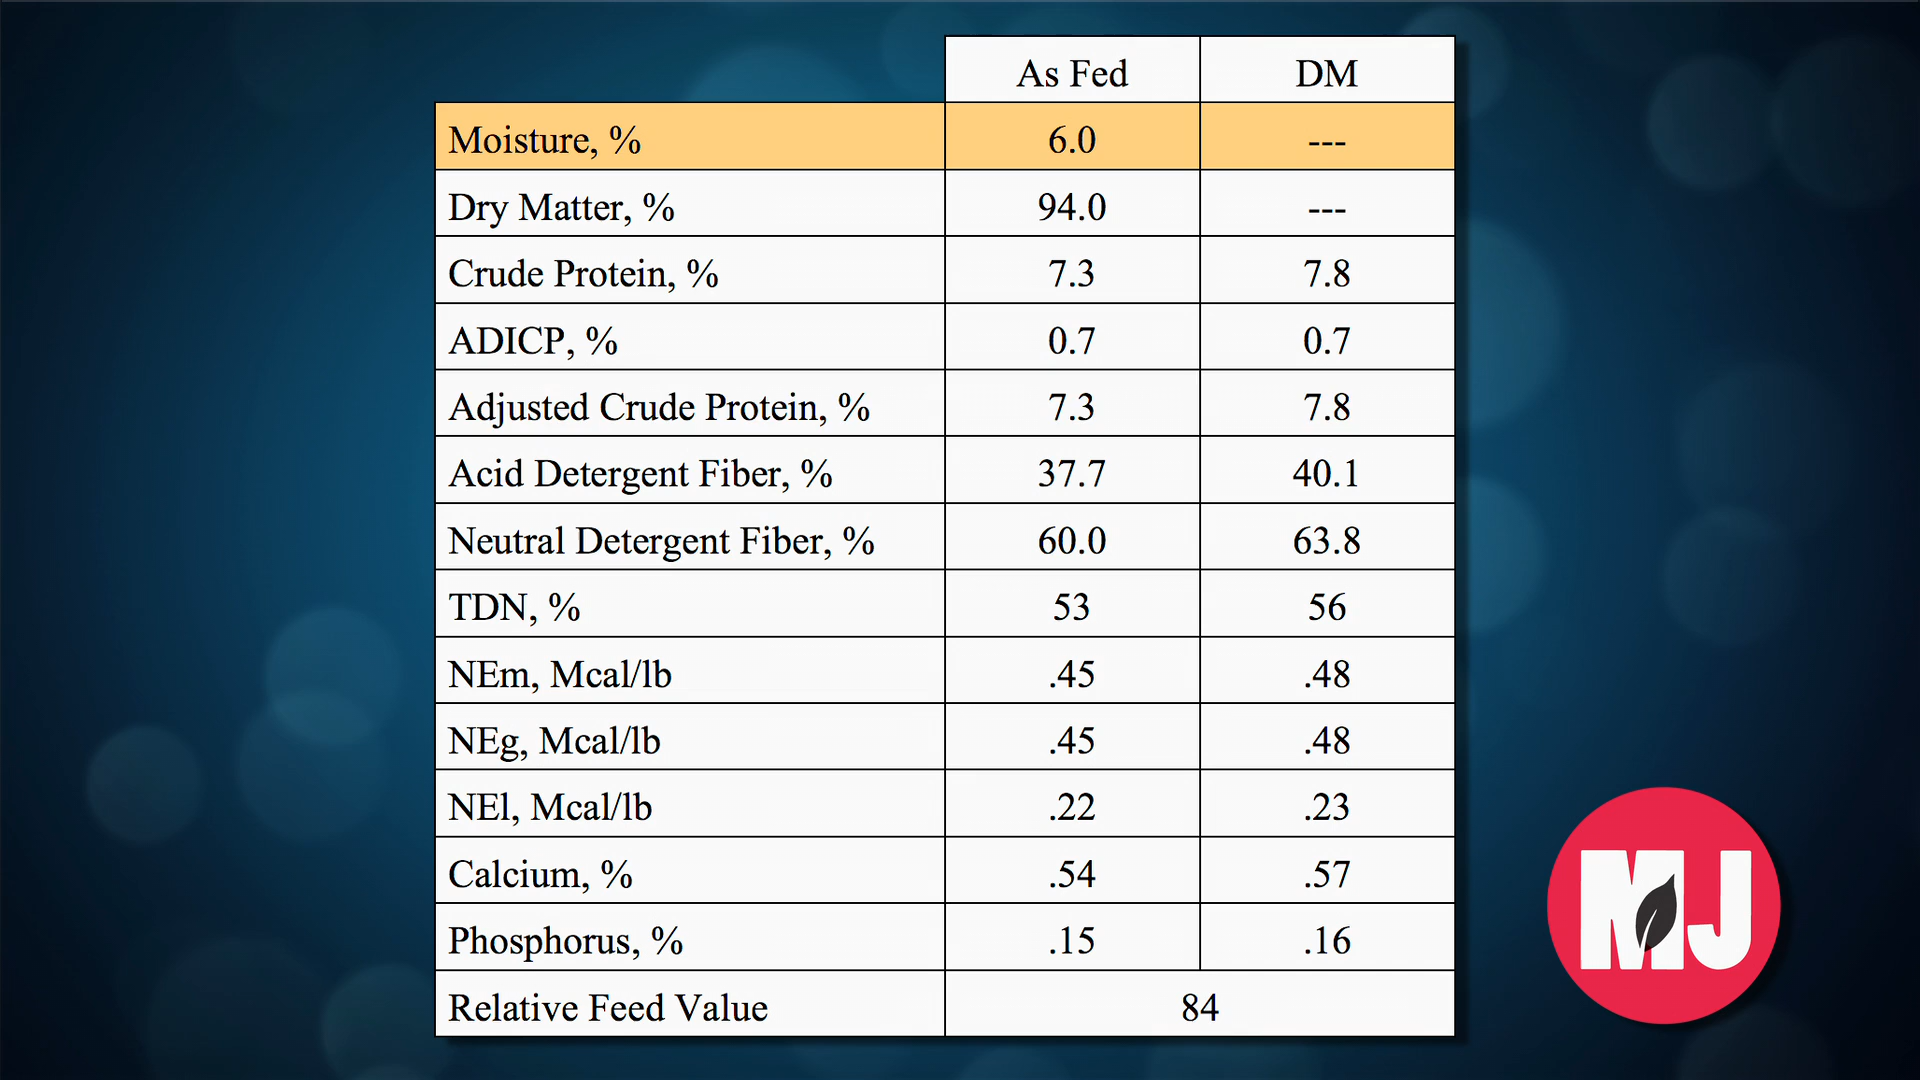 As Fed DM
Moisture, % 6.0 ---
Dry Matter, % 94.0 ---
Crude Protein, % 7.3 7.8
ADICP, % 0.7 0.7
Adjusted Crude Protein, % 7.3 7.8
Acid Detergent Fiber, % 37.7 40.1
Neutral Detergent Fiber, % 60.0 63.8
TDN, % 53 56
NEm, Mcal/lb .45 .48
NEg, Mcal/lb .45 .48
NEl, Mcal/lb .22 .23
Calcium, % .54 .57
Phosphorus, % .15 .16
Relative Feed Value 84
MJ